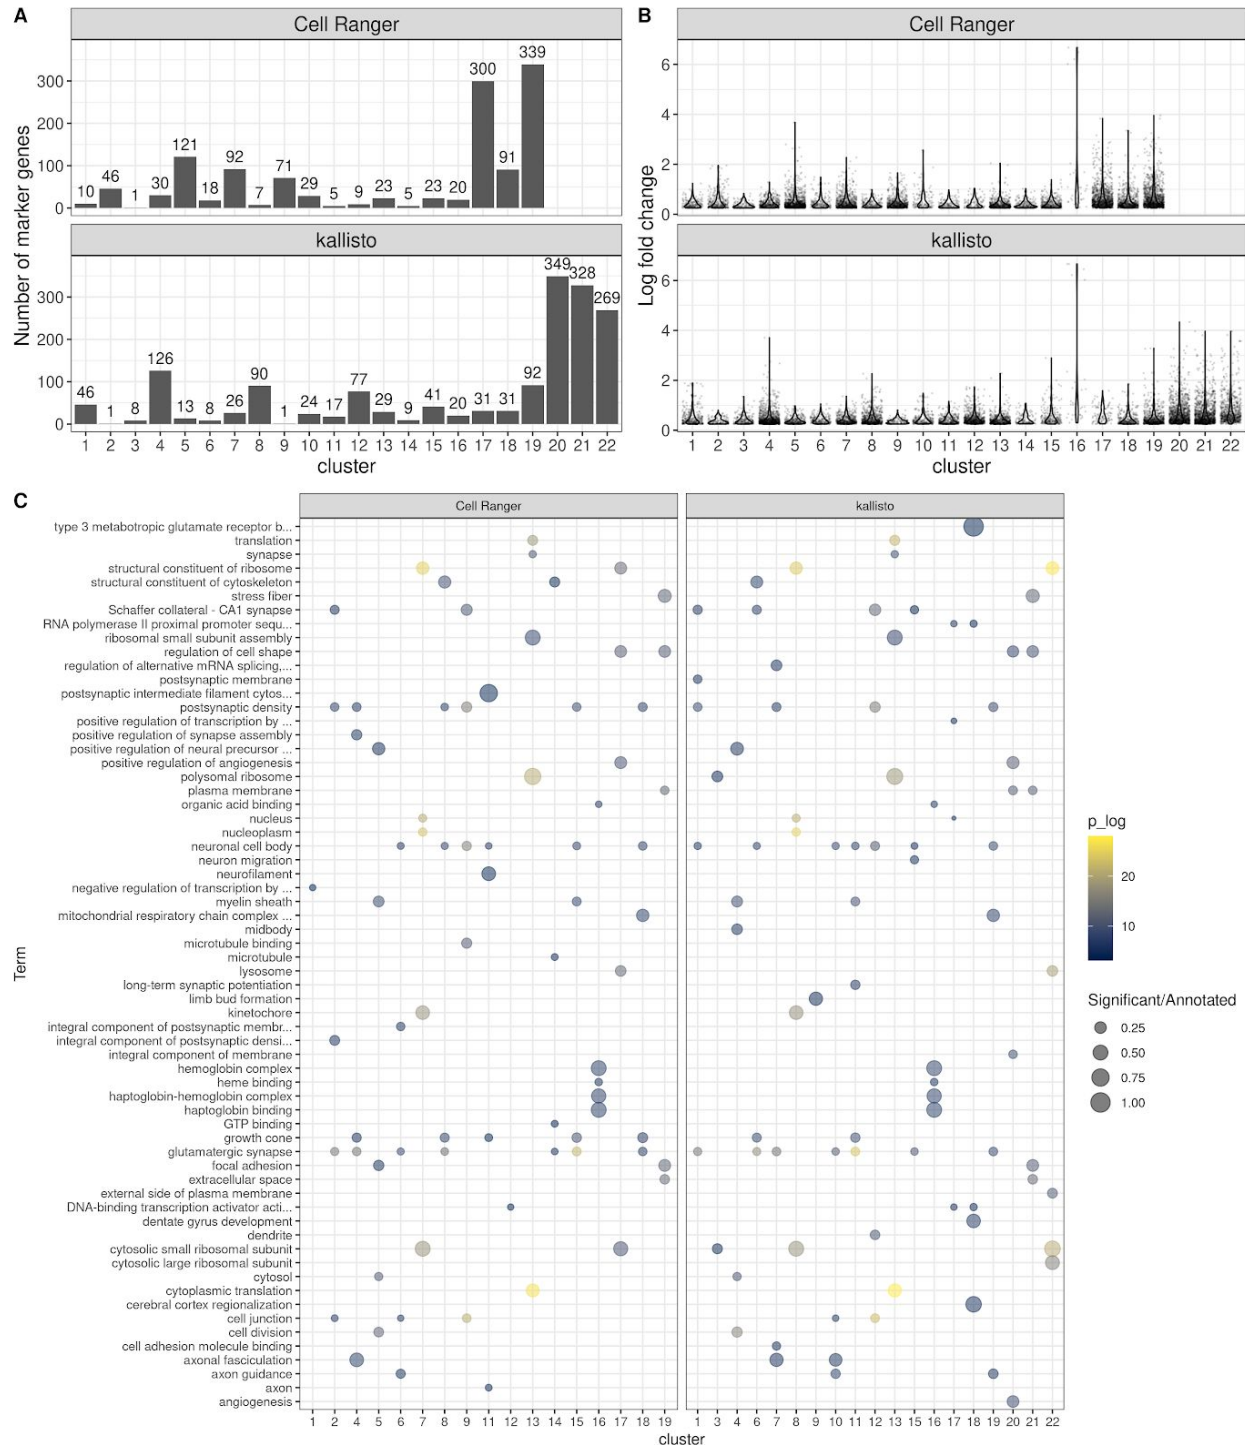 A
Cell Ranger
Number of marker genes
300
200
100
0
10 46 1 30 121 18 92 7 71 29 5 9 23 5 23 20 300 91 339
kallisto
300
200
100
0
46 1 8 126 13 8 26 90 1 24 17 77 29 9 41 20 31 31 92 349 328 269
1 2 3 4 5 6 7 8 9 10 11 12 13 14 15 16 17 18 19 20 21 22
cluster
B
Cell Ranger
Log fold change
6
4
2
0
kallisto
6
4
2
0
1 2 3 4 5 6 7 8 9 10 11 12 13 14 15 16 17 18 19 20 21 22
cluster
C
Cell Ranger
kallisto
Term
type 3 metabotropic glutamate receptor b...
translation
synapse
structural constituent of ribosome
structural constituent of cytoskeleton
stress fiber
Schaffer collateral - CA1 synapse
RNA polymerase II proximal promoter sequ...
ribosomal small subunit assembly
regulation of cell shape
regulation of alternative mRNA splicing,...
postsynaptic membrane
postsynaptic intermediate filament cytos...
postsynaptic density
positive regulation of transcription by ...
positive regulation of synapse assembly
positive regulation of neural precursor ...
positive regulation of angiogenesis
polysomal ribosome
plasma membrane
organic acid binding
nucleus
nucleoplasm
neuronal cell body
neuron migration
neurofilament
negative regulation of transcription by ...
myelin sheath
mitochondrial respiratory chain complex ...
midbody
microtubule binding
microtubule
lysosome
long-term synaptic potentiation
limb bud formation
kinetochore
integral component of postsynaptic membr...
integral component of postsynaptic densi...
integral component of membrane
hemoglobin complex
heme binding
haptoglobin-hemoglobin complex
haptoglobin binding
GTP binding
growth cone
glutamatergic synapse
focal adhesion
extracellular space
external side of plasma membrane
DNA-binding transcription activator acti...
dentate gyrus development
dendrite
cytosolic small ribosomal subunit
cytosolic large ribosomal subunit
cytosol
cytoplasmic translation
cerebral cortex regionalization
cell junction
cell division
cell adhesion molecule binding
axonal fasciculation
axon guidance
axon
angiogenesis
1 2 4 5 6 7 8 9 11 12 13 14 15 16 17 18 19
1 3 4 6 7 8 9 10 11 12 13 15 16 17 18 19 20 21 22
cluster
p_log
20
10
Significant/Annotated
0.25
0.50
0.75
1.00